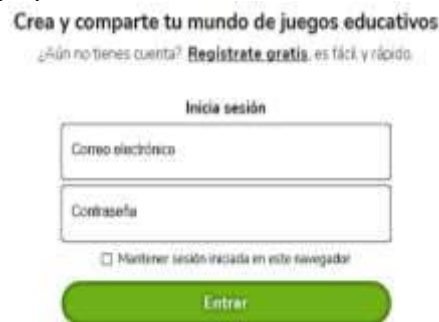 Crea y comparte tu mundo de juegos educativos
¿Aún no tienes cuenta? Regístrate gratis, es fácil y rápido.
Inicia sesión
Correo electrónico
Contraseña
Mantener sesión iniciada en este navegador
Entrar